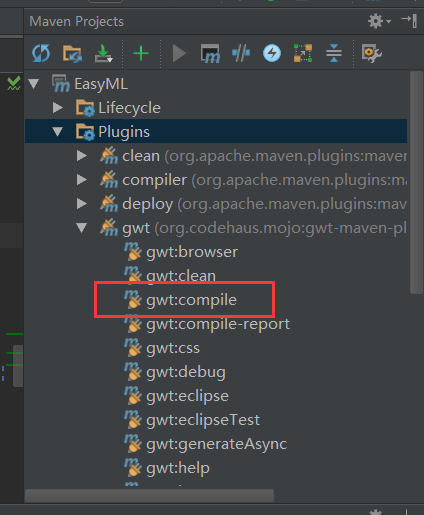 Maven Projects
EasyML
Lifecycle
Plugins
clean (org.apache.maven.plugins:maven
compiler (org.apache.maven.plugins:mav
deploy (org.apache.maven.plugins:mav
gwt (org.codehaus.mojo:gwt-maven-pl
gwt:browser
gwt:clean
gwt:compile
gwt:compile-report
gwt:css
gwt:debug
gwt:eclipse
gwt:eclipseTest
gwt:generateAsync
gwt:help